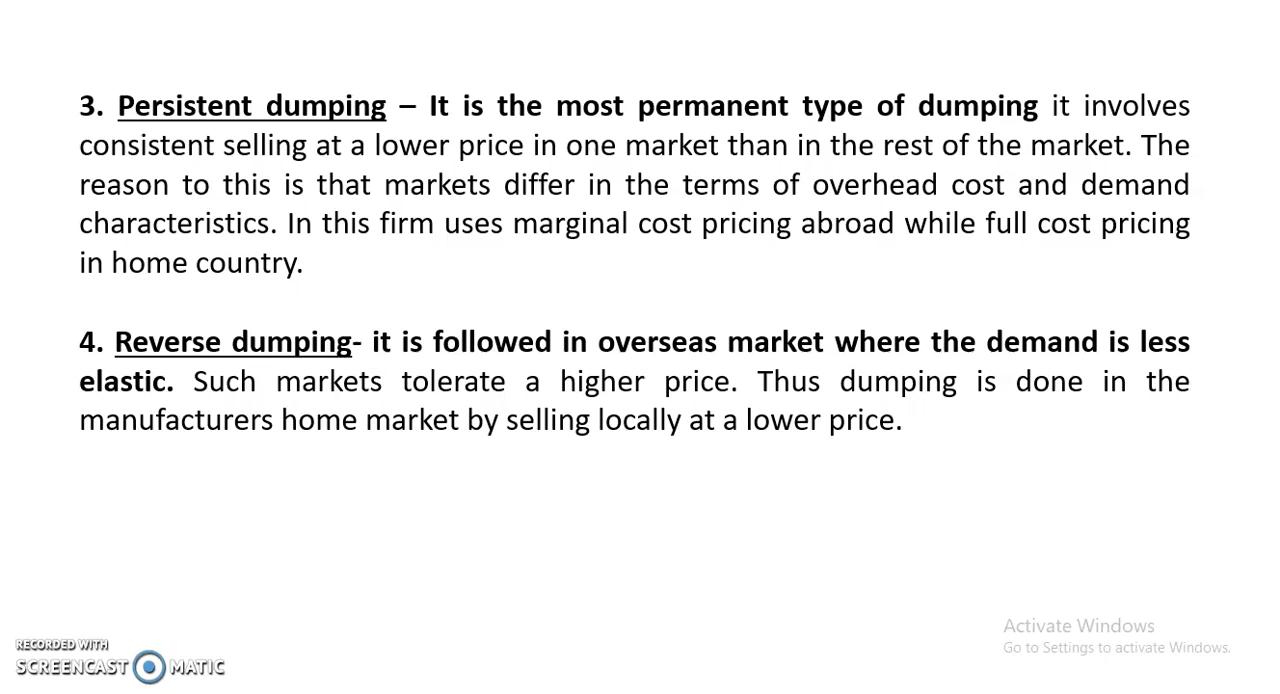 3. Persistent dumping – It is the most permanent type of dumping it involves
consistent selling at a lower price in one market than in the rest of the market. The
reason to this is that markets differ in the terms of overhead cost and demand
characteristics. In this firm uses marginal cost pricing abroad while full cost pricing
in home country.
4. Reverse dumping- it is followed in overseas market where the demand is less
elastic. Such markets tolerate a higher price. Thus dumping is done in the
manufacturers home market by selling locally at a lower price.
Activate Windows
Go to Settings to activate Windows.
RECORDED WITH
SCREENCAST MATIC